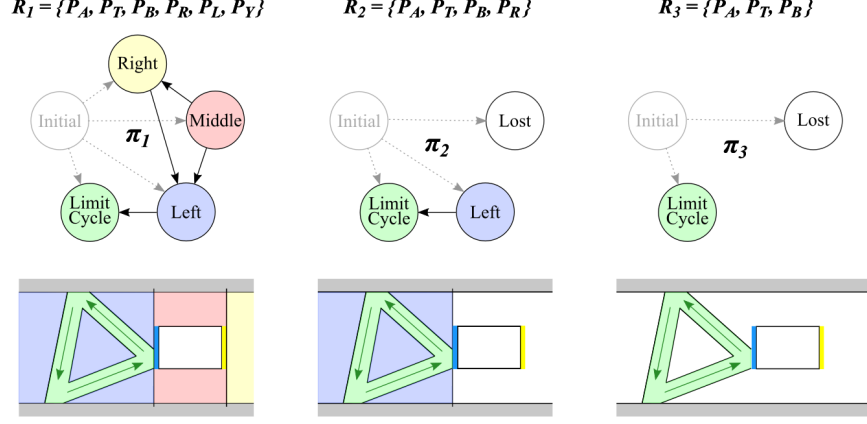 R1 = {PA, PT, PB, PR, PL, PY}
Right
Initial
Middle
π1
Limit
Cycle
Left
R2 = {PA, PT, PB, PR}
Initial
Lost
π2
Limit
Cycle
Left
R3 = {PA, PT, PB}
Initial
Lost
π3
Limit
Cycle